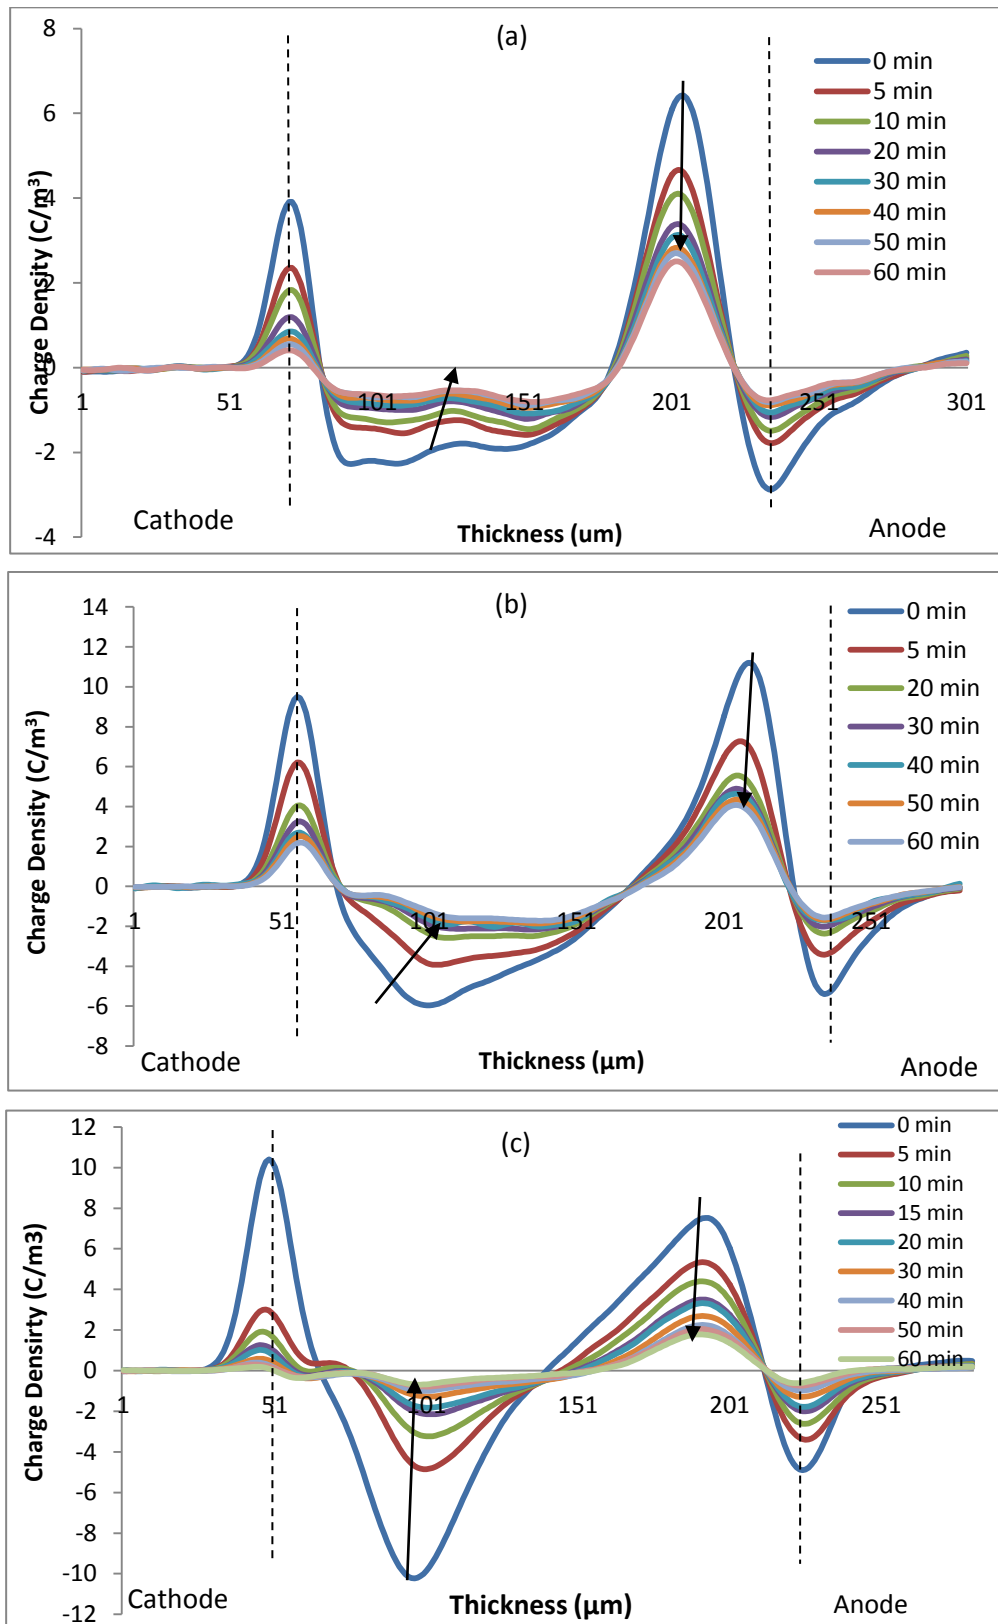 (a)
8
6
4
2
0
-2
-4
Charge Density (C/m³)
1
51
101
151
201
251
301
0 min
5 min
10 min
20 min
30 min
40 min
50 min
60 min
Cathode
Thickness (um)
Anode
(b)
14
12
10
8
6
4
2
0
-2
-4
-6
-8
Charge Density (C/m³)
1
51
101
151
201
251
0 min
5 min
20 min
30 min
40 min
50 min
60 min
Cathode
Thickness (µm)
Anode
(c)
12
10
8
6
4
2
0
-2
-4
-6
-8
-10
-12
Charge Densirty (C/m3)
1
51
101
151
201
251
0 min
5 min
10 min
15 min
20 min
30 min
40 min
50 min
60 min
Cathode
Thickness (µm)
Anode